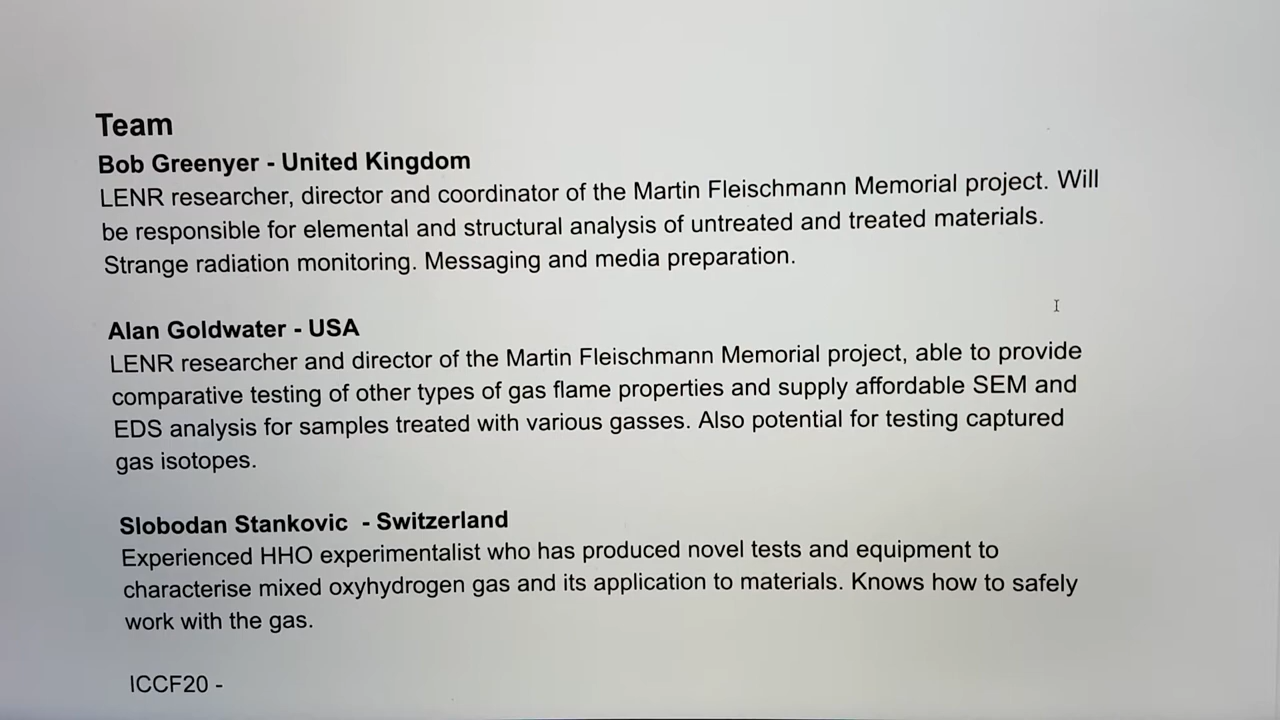 Team
Bob Greenyer - United Kingdom
LENR researcher, director and coordinator of the Martin Fleischmann Memorial project. Will
be responsible for elemental and structural analysis of untreated and treated materials.
Strange radiation monitoring. Messaging and media preparation.
Alan Goldwater - USA
LENR researcher and director of the Martin Fleischmann Memorial project, able to provide
comparative testing of other types of gas flame properties and supply affordable SEM and
EDS analysis for samples treated with various gasses. Also potential for testing captured
gas isotopes.
Slobodan Stankovic  - Switzerland
Experienced HHO experimentalist who has produced novel tests and equipment to
characterise mixed oxyhydrogen gas and its application to materials. Knows how to safely
work with the gas.
ICCF20 -